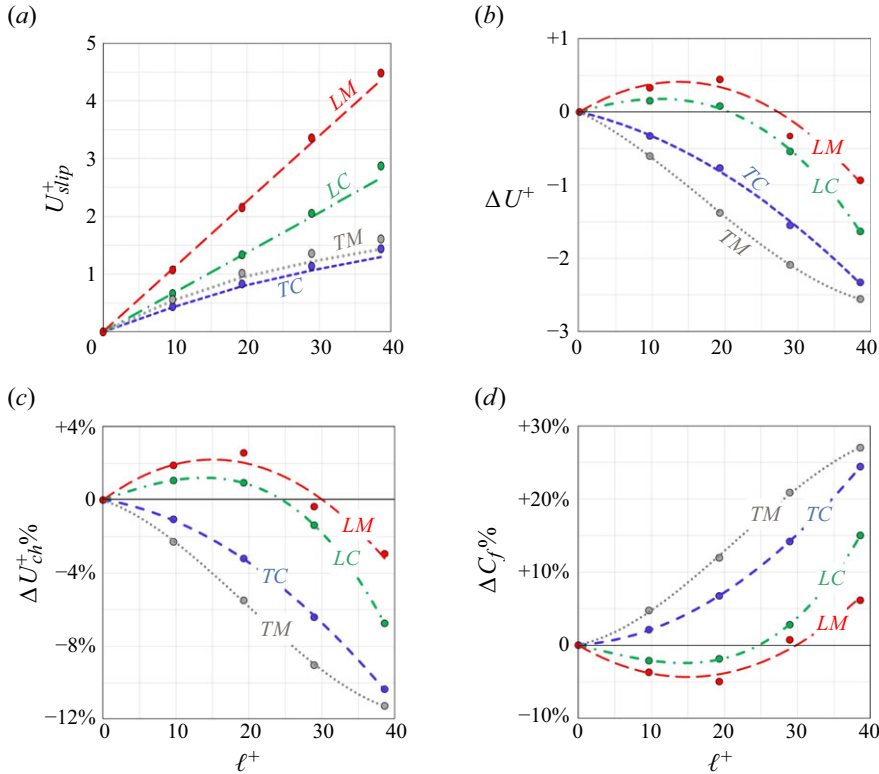 (a)
5
4
3
2
1
0
0
10
20
30
40
U⁺slip
LM
LC
TM
TC
(b)
+1
0
−1
−2
−3
0
10
20
30
40
ΔU⁺
LM
LC
TC
TM
(c)
+4%
0
−4%
−8%
−12%
0
10
20
30
40
ΔU⁺ch%
ℓ⁺
LM
LC
TC
TM
(d)
+30%
+20%
+10%
0
−10%
0
10
20
30
40
ΔCf%
ℓ⁺
TM
TC
LC
LM